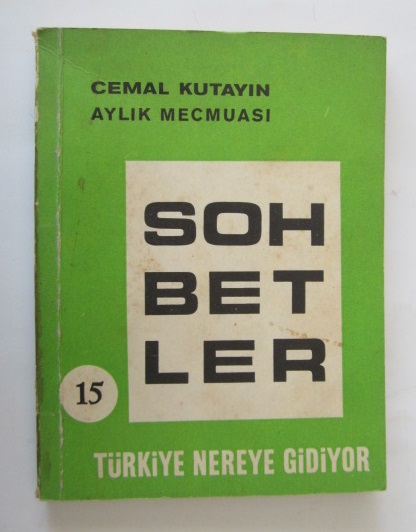 CEMAL KUTAYIN
AYLIK MECMUASI
SOH
BET
LER
15
TÜRKİYE NEREYE GİDİYOR